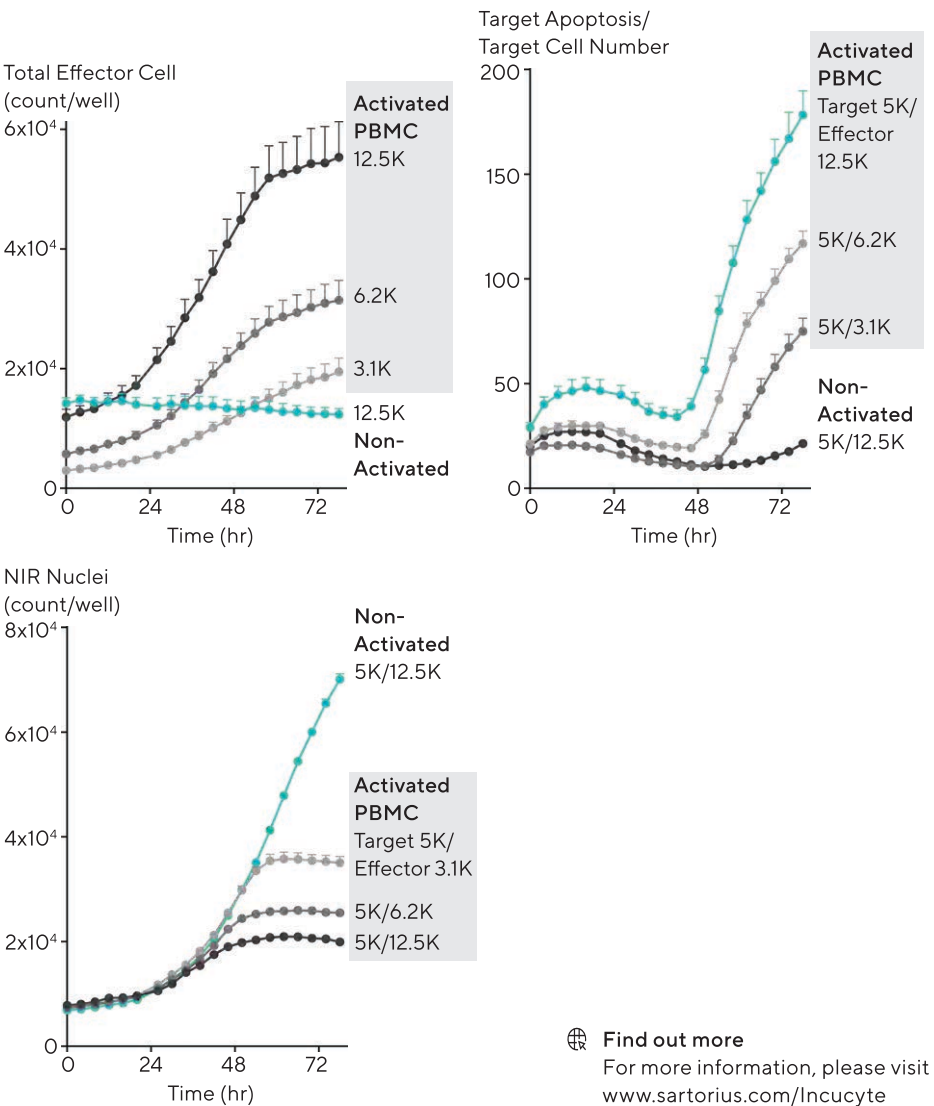 Total Effector Cell
(count/well)
6x10⁴
4x10⁴
2x10⁴
0
0 24 48 72
Time (hr)
Activated
PBMC
12.5K
6.2K
3.1K
12.5K
Non-
Activated
Target Apoptosis/
Target Cell Number
200
150
100
50
0
0 24 48 72
Time (hr)
Activated
PBMC
Target 5K/
Effector
12.5K
5K/6.2K
5K/3.1K
Non-
Activated
5K/12.5K
NIR Nuclei
(count/well)
8x10⁴
6x10⁴
4x10⁴
2x10⁴
0
0 24 48 72
Time (hr)
Non-
Activated
5K/12.5K
Activated
PBMC
Target 5K/
Effector 3.1K
5K/6.2K
5K/12.5K
Find out more
For more information, please visit
www.sartorius.com/Incucyte